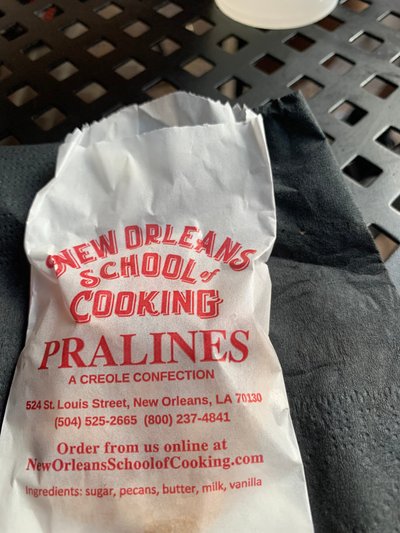 NEW ORLEANS
SCHOOL of
COOKING
PRALINES
A CREOLE CONFECTION
524 St. Louis Street, New Orleans, LA 70130
(504) 525-2665 (800) 237-4841
Order from us online at
NewOrleansSchoolofCooking.com
Ingredients: sugar, pecans, butter, milk, vanilla